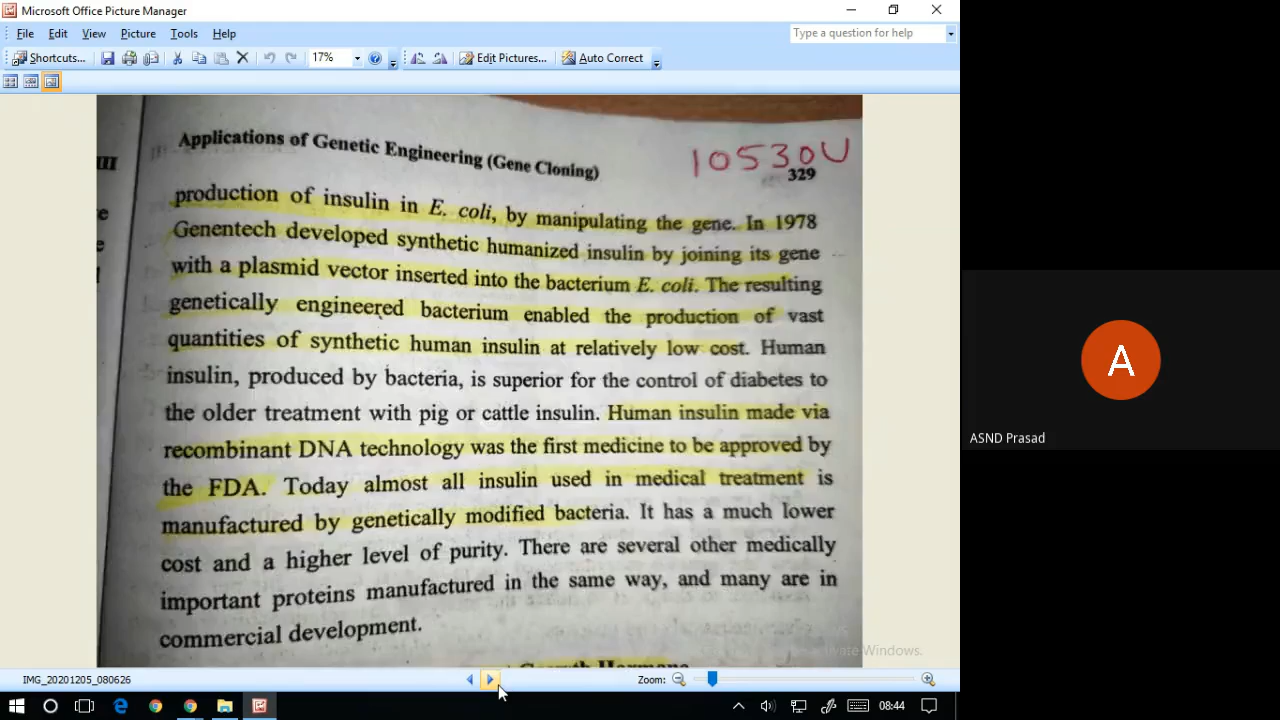 Microsoft Office Picture Manager
File Edit View Picture Tools Help
Type a question for help
Shortcuts... 17% Edit Pictures... Auto Correct
Applications of Genetic Engineering (Gene Cloning)
10530U
329
production of insulin in E. coli, by manipulating the gene. In 1978
Genentech developed synthetic humanized insulin by joining its gene
with a plasmid vector inserted into the bacterium E. coli. The resulting
genetically engineered bacterium enabled the production of vast
quantities of synthetic human insulin at relatively low cost. Human
insulin, produced by bacteria, is superior for the control of diabetes to
the older treatment with pig or cattle insulin. Human insulin made via
recombinant DNA technology was the first medicine to be approved by
the FDA. Today almost all insulin used in medical treatment is
manufactured by genetically modified bacteria. It has a much lower
cost and a higher level of purity. There are several other medically
important proteins manufactured in the same way, and many are in
commercial development.
Growth Hormone
A
ASND Prasad
IMG_20201205_080626
Zoom:
08:44